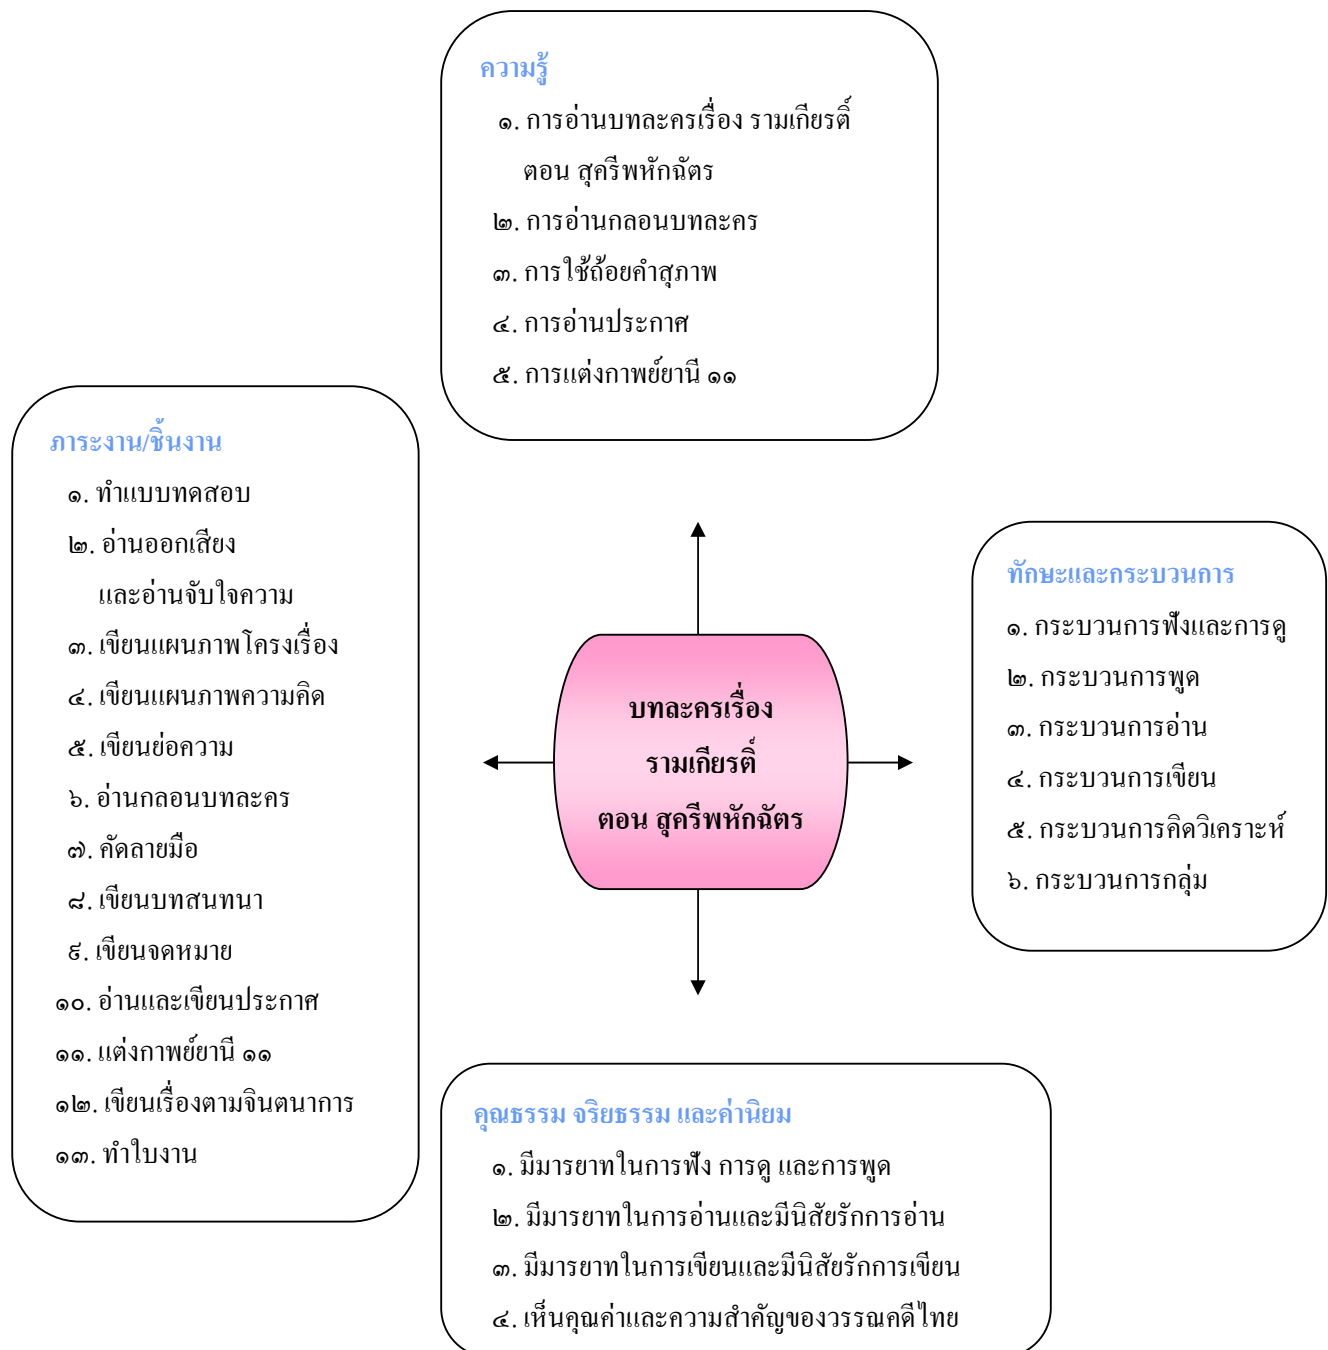 ความรู้
๑. การอ่านบทละครเรื่อง รามเกียรติ์
ตอน สุครีพหักฉัตร
๒. การอ่านกลอนบทละคร
๓. การใช้ถ้อยคำสุภาพ
๔. การอ่านประกาศ
๕. การแต่งกาพย์ยานี ๑๑
ภาระงาน/ชิ้นงาน
๑. ทำแบบทดสอบ
๒. อ่านออกเสียง
และอ่านจับใจความ
๓. เขียนแผนภาพโครงเรื่อง
๔. เขียนแผนภาพความคิด
๕. เขียนย่อความ
๖. อ่านกลอนบทละคร
๗. คัดลายมือ
๘. เขียนบทสนทนา
๙. เขียนจดหมาย
๑๐. อ่านและเขียนประกาศ
๑๑. แต่งกาพย์ยานี ๑๑
๑๒. เขียนเรื่องตามจินตนาการ
๑๓. ทำใบงาน
บทละครเรื่อง
รามเกียรติ์
ตอน สุครีพหักฉัตร
ทักษะและกระบวนการ
๑. กระบวนการฟังและการดู
๒. กระบวนการพูด
๓. กระบวนการอ่าน
๔. กระบวนการเขียน
๕. กระบวนการคิดวิเคราะห์
๖. กระบวนการกลุ่ม
คุณธรรม จริยธรรม และค่านิยม
๑. มีมารยาทในการฟัง การดู และการพูด
๒. มีมารยาทในการอ่านและมีนิสัยรักการอ่าน
๓. มีมารยาทในการเขียนและมีนิสัยรักการเขียน
๔. เห็นคุณค่าและความสำคัญของวรรณคดีไทย